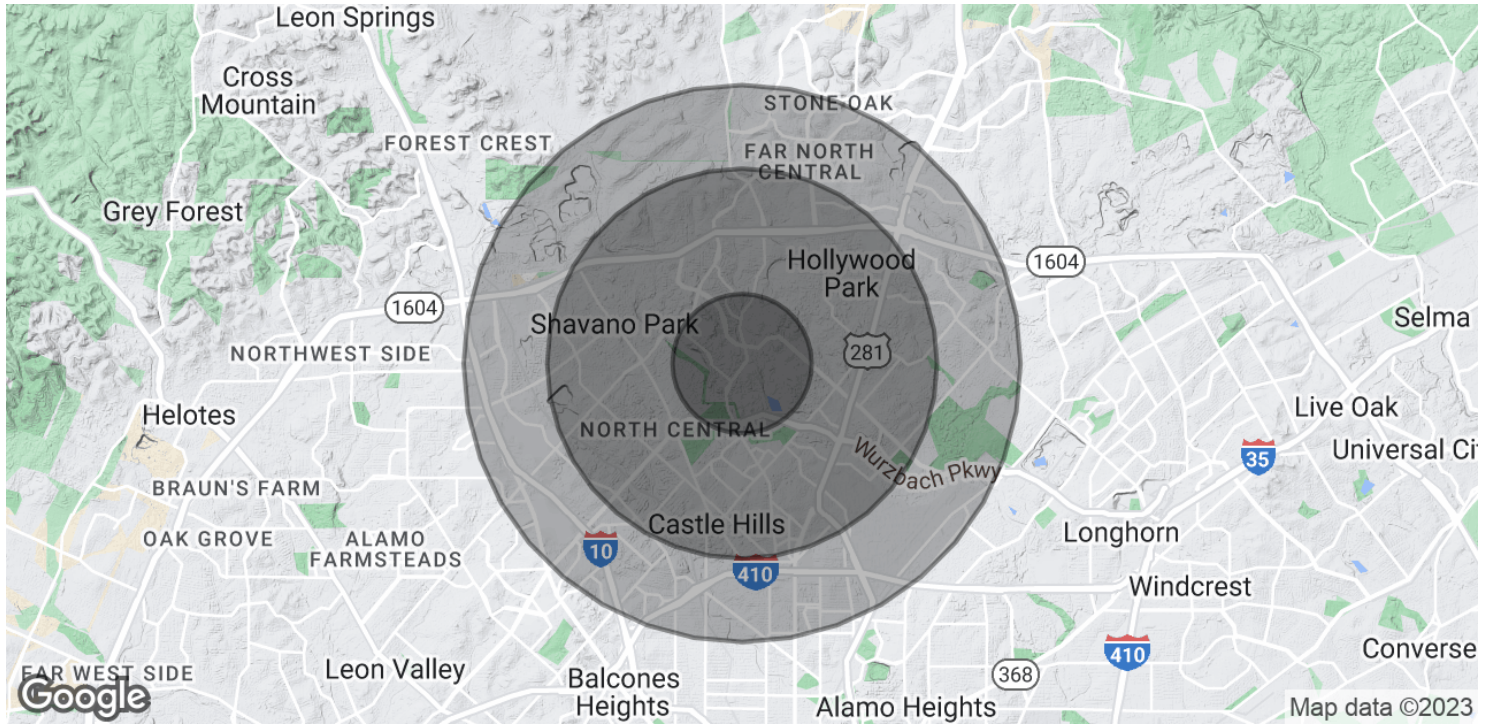 Leon Springs
Cross
Mountain
STONE OAK
FOREST CREST
FAR NORTH
CENTRAL
Grey Forest
Hollywood
Park
1604
1604
Shavano Park
Selma
NORTHWEST SIDE
281
Helotes
Live Oak
NORTH CENTRAL
Wurzbach Pkwy
35
Universal Cit
BRAUN'S FARM
Castle Hills
OAK GROVE
ALAMO
FARMSTEADS
10
Longhorn
410
Windcrest
410
Converse
FAR WEST SIDE
Leon Valley
Balcones
Heights
368
Alamo Heights
Google
Map data ©2023